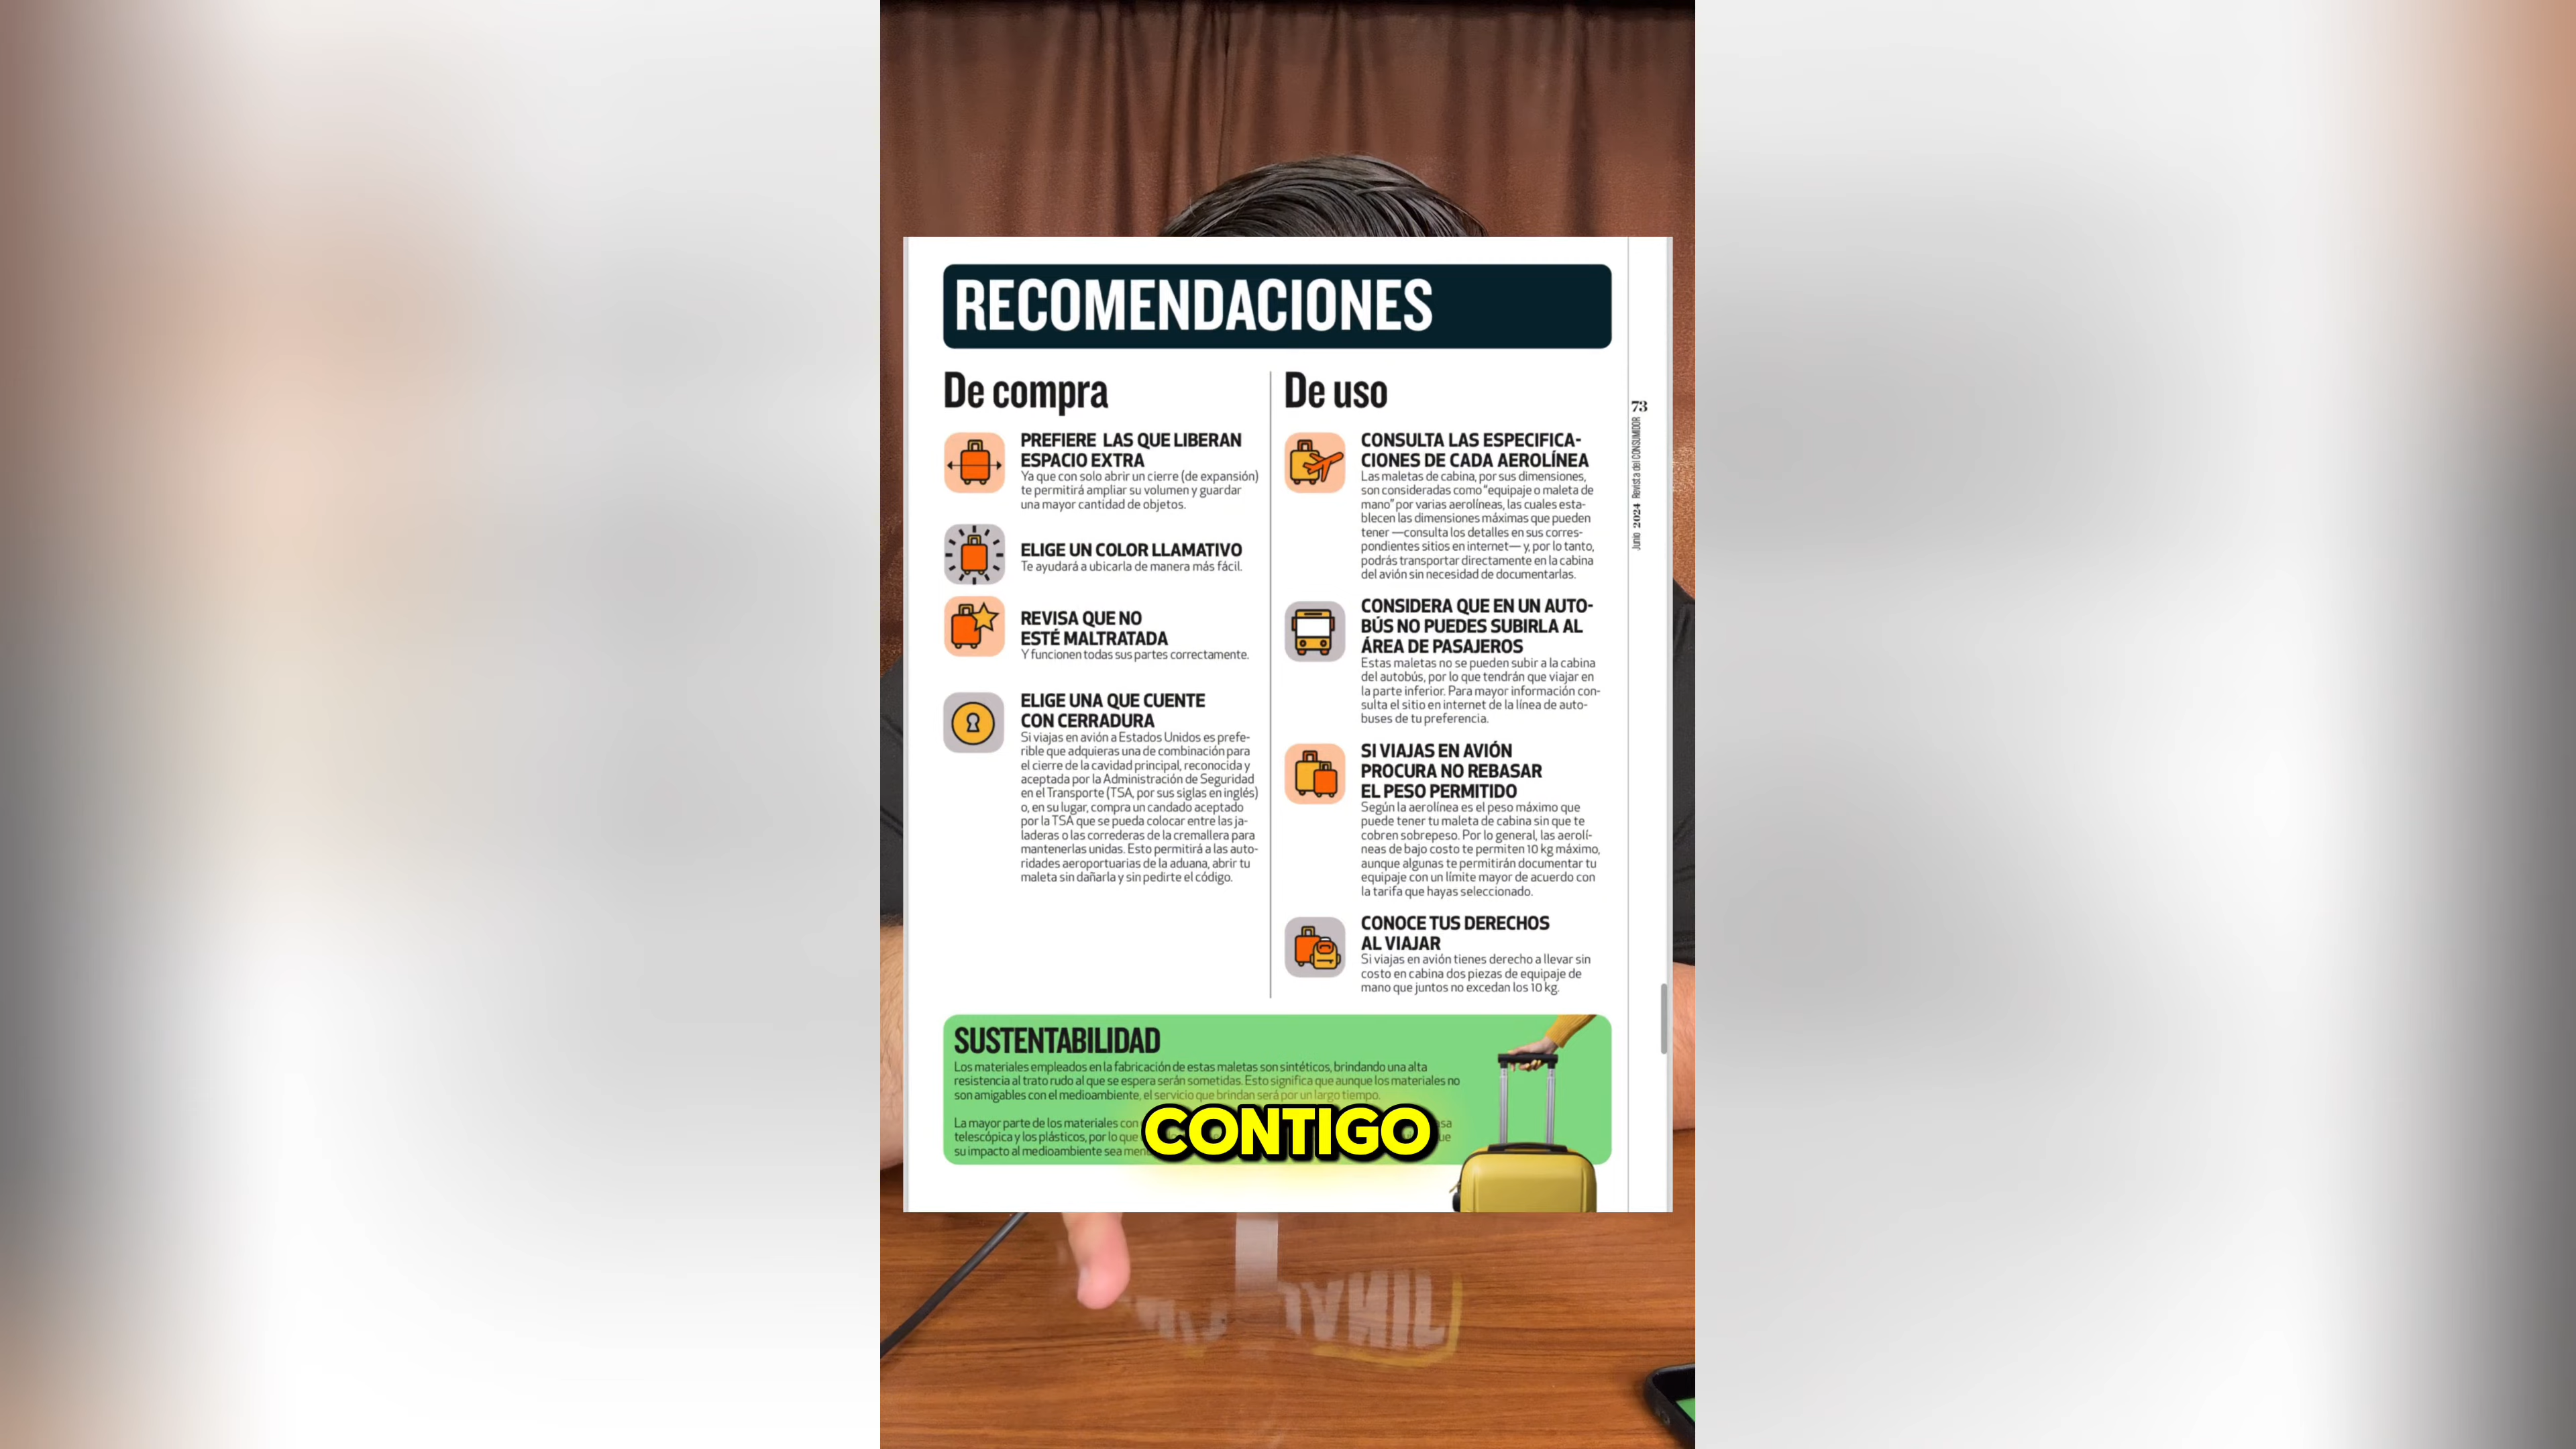 RECOMENDACIONES
De compra
PREFIERE LAS QUE LIBERAN
ESPACIO EXTRA
Ya que con solo abrir un cierre (de expansión)
te permitirá ampliar su volumen y guardar
una mayor cantidad de objetos.
ELIGE UN COLOR LLAMATIVO
Te ayudará a ubicarla de manera más fácil.
REVISA QUE NO
ESTÉ MALTRATADA
Y funcionen todas sus partes correctamente.
ELIGE UNA QUE CUENTE
CON CERRADURA
Si viajas en avión a Estados Unidos es prefe-
rible que adquieras una de combinación para
el cierre de la cavidad principal, reconocida y
aceptada por la Administración de Seguridad
en el Transporte (TSA, por sus siglas en inglés)
o, en su lugar, compra un candado aceptado
por la TSA que se pueda colocar entre las ja-
laderas o las correderas de la cremallera para
mantenerlas unidas. Esto permitirá a las auto-
ridades aeroportuarias de la aduana, abrir tu
maleta sin dañarla y sin pedirte el código.
De uso
CONSULTA LAS ESPECIFICA-
CIONES DE CADA AEROLÍNEA
Las maletas de cabina, por sus dimensiones,
son consideradas como "equipaje o maleta de
mano" por varias aerolíneas, las cuales esta-
blecen las dimensiones máximas que pueden
tener —consulta los detalles en sus corres-
pondientes sitios en internet— y, por lo tanto,
podrás transportar directamente en la cabina
del avión sin necesidad de documentarlas.
CONSIDERA QUE EN UN AUTO-
BÚS NO PUEDES SUBIRLA AL
ÁREA DE PASAJEROS
Estas maletas no se pueden subir a la cabina
del autobús, por lo que tendrán que viajar en
la parte inferior. Para mayor información con-
sulta el sitio en internet de la línea de auto-
buses de tu preferencia.
SI VIAJAS EN AVIÓN
PROCURA NO REBASAR
EL PESO PERMITIDO
Según la aerolínea es el peso máximo que
puede tener tu maleta de cabina sin que te
cobren sobrepeso. Por lo general, las aerolí-
neas de bajo costo te permiten 10 kg máximo,
aunque algunas te permitirán documentar tu
equipaje con un límite mayor de acuerdo con
la tarifa que hayas seleccionado.
CONOCE TUS DERECHOS
AL VIAJAR
Si viajas en avión tienes derecho a llevar sin
costo en cabina dos piezas de equipaje de
mano que juntos no excedan los 10 kg.
73
Junio 2024 Revista del CONSUMIDOR
SUSTENTABILIDAD
Los materiales empleados en la fabricación de estas maletas son sintéticos, brindando una alta
resistencia al trato rudo al que se espera serán sometidas. Esto significa que aunque los materiales no
son amigables con el medioambiente, el servicio que brindan será por un largo tiempo.
La mayor parte de los materiales con
telescópica y los plásticos, por lo que
su impacto al medioambiente sea
CONTIGO